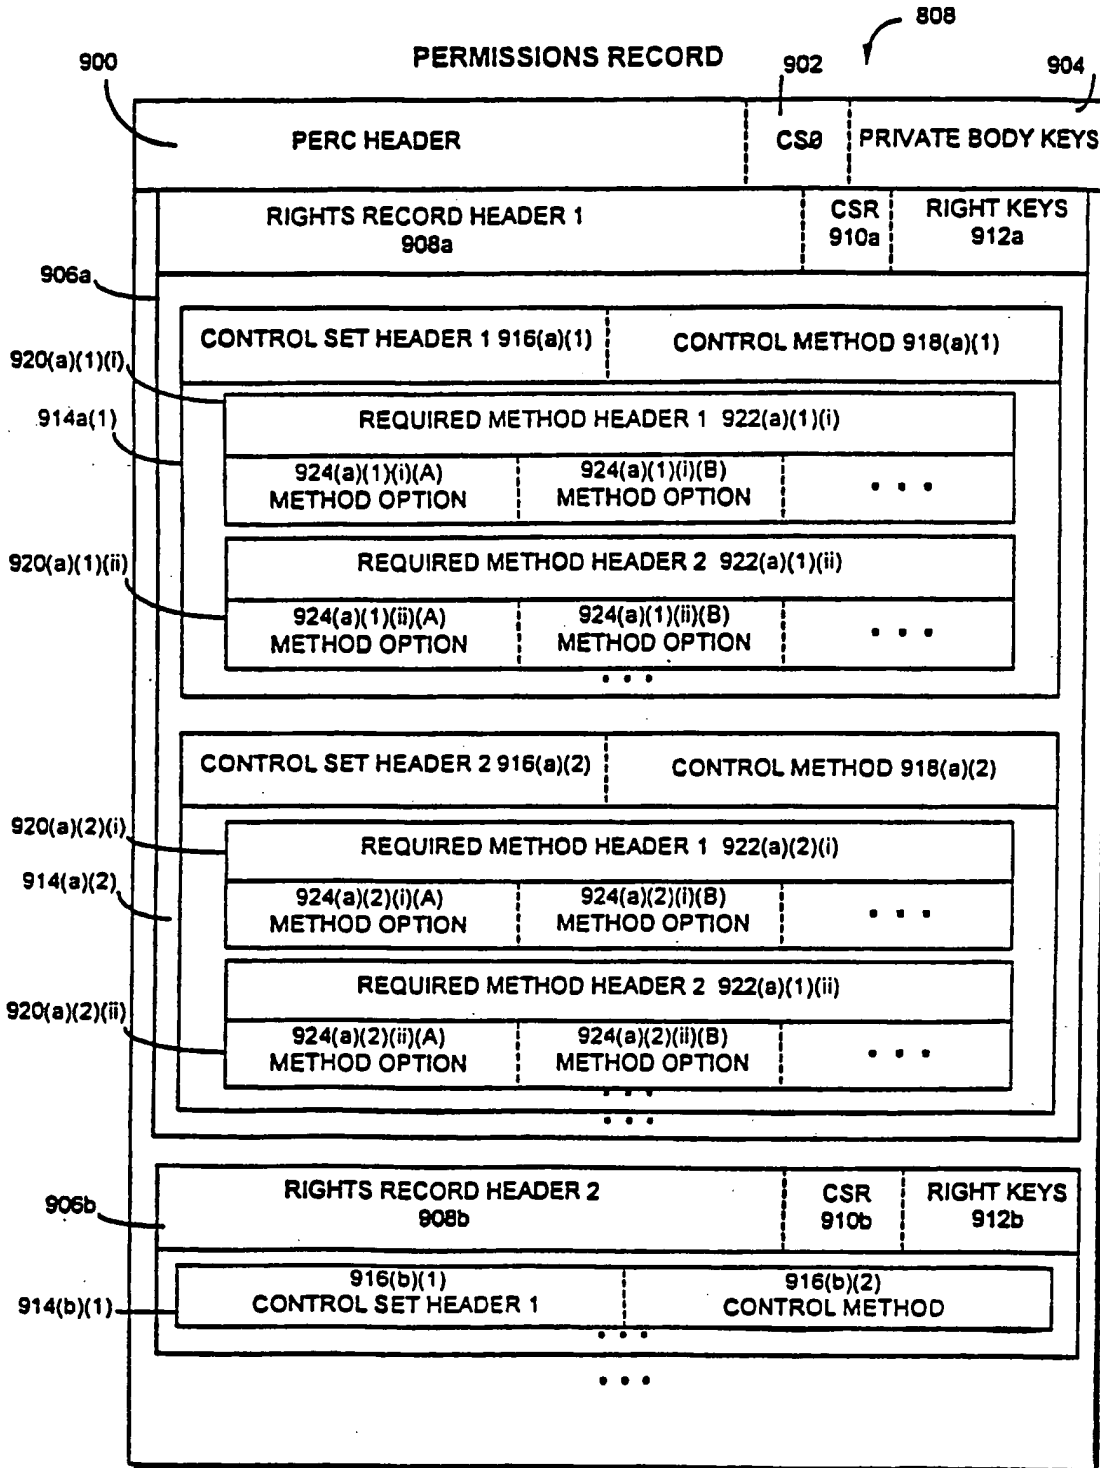 808
PERMISSIONS RECORD
900
902
904
PERC HEADER
CS0
PRIVATE BODY KEYS
RIGHTS RECORD HEADER 1
908a
CSR
910a
RIGHT KEYS
912a
906a
CONTROL SET HEADER 1 916(a)(1)
CONTROL METHOD 918(a)(1)
920(a)(1)(i)
914a(1)
REQUIRED METHOD HEADER 1 922(a)(1)(i)
924(a)(1)(i)(A)
METHOD OPTION
924(a)(1)(i)(B)
METHOD OPTION
• • •
920(a)(1)(ii)
REQUIRED METHOD HEADER 2 922(a)(1)(ii)
924(a)(1)(ii)(A)
METHOD OPTION
924(a)(1)(ii)(B)
METHOD OPTION
• • •
• • •
CONTROL SET HEADER 2 916(a)(2)
CONTROL METHOD 918(a)(2)
920(a)(2)(i)
914(a)(2)
REQUIRED METHOD HEADER 1 922(a)(2)(i)
924(a)(2)(i)(A)
METHOD OPTION
924(a)(2)(i)(B)
METHOD OPTION
• • •
920(a)(2)(ii)
REQUIRED METHOD HEADER 2 922(a)(1)(ii)
924(a)(2)(ii)(A)
METHOD OPTION
924(a)(2)(ii)(B)
METHOD OPTION
• • •
• • •
• • •
906b
RIGHTS RECORD HEADER 2
908b
CSR
910b
RIGHT KEYS
912b
914(b)(1)
916(b)(1)
CONTROL SET HEADER 1
916(b)(2)
CONTROL METHOD
• • •
• • •